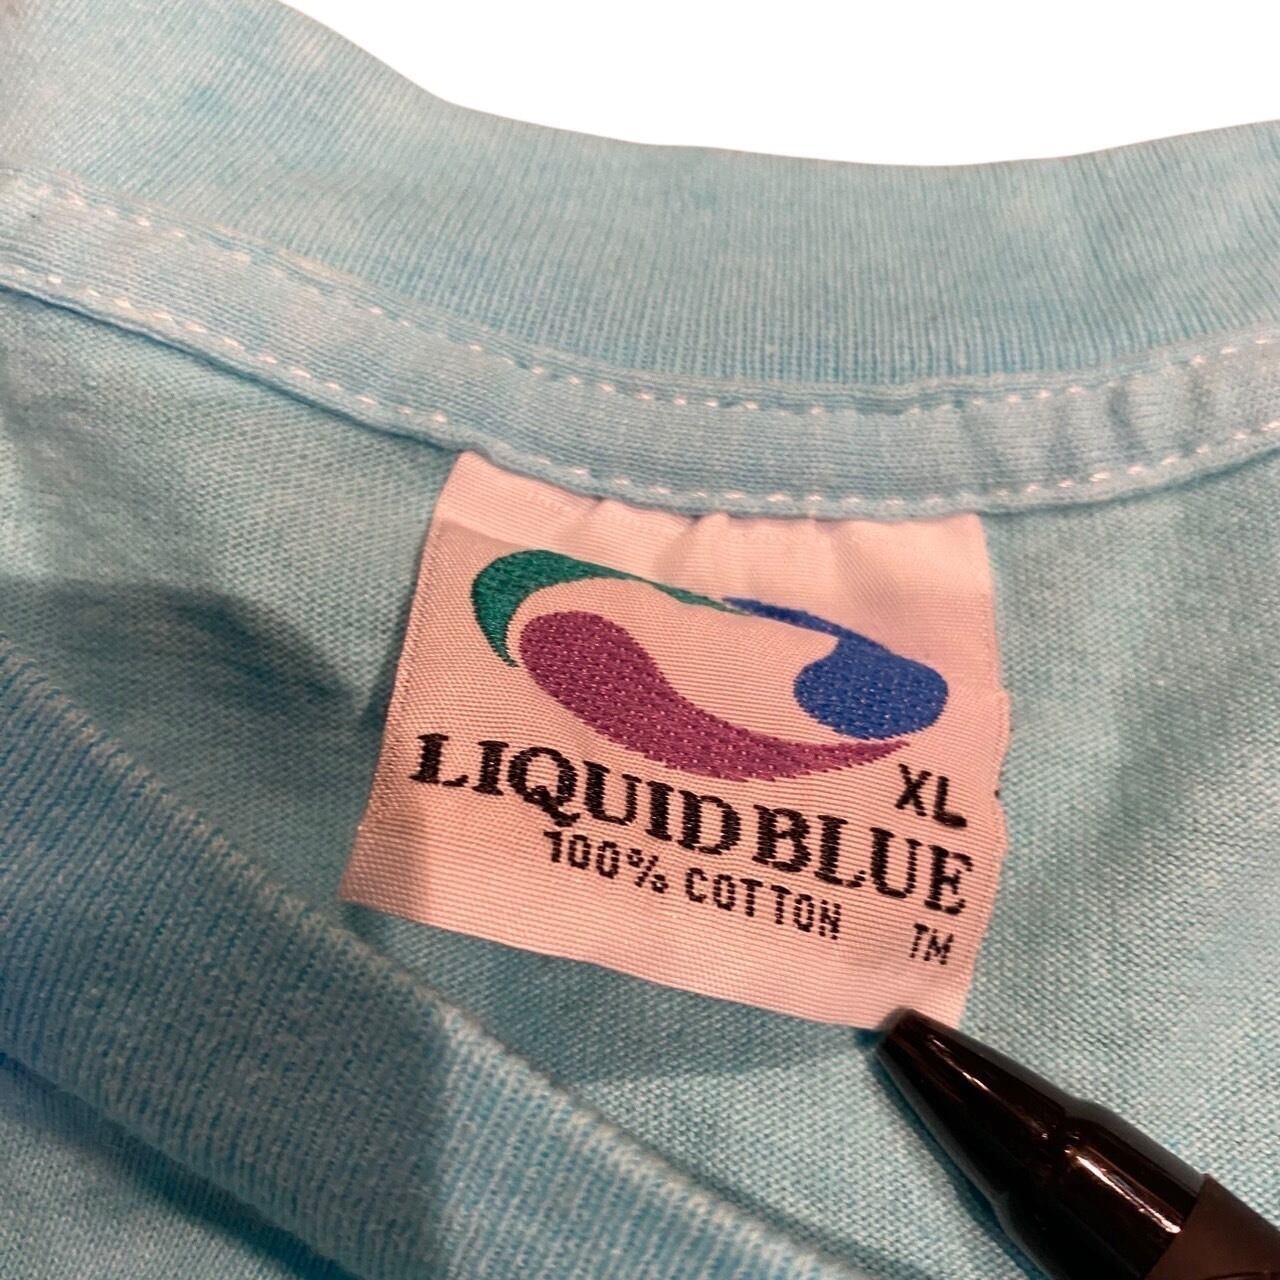 XL
LIQUID BLUE
100% COTTON
TM